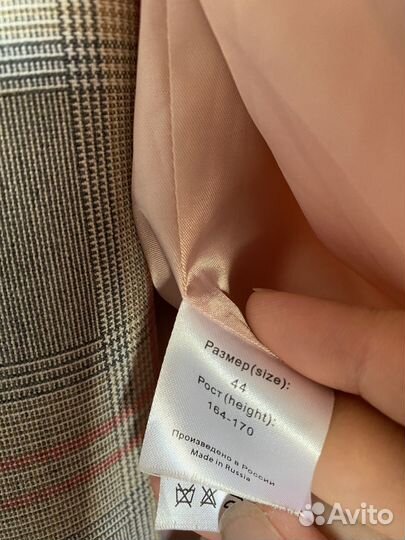 Размер(size):
44
Рост(height):
164-170
Произведено в России
Made in Russia
Avito